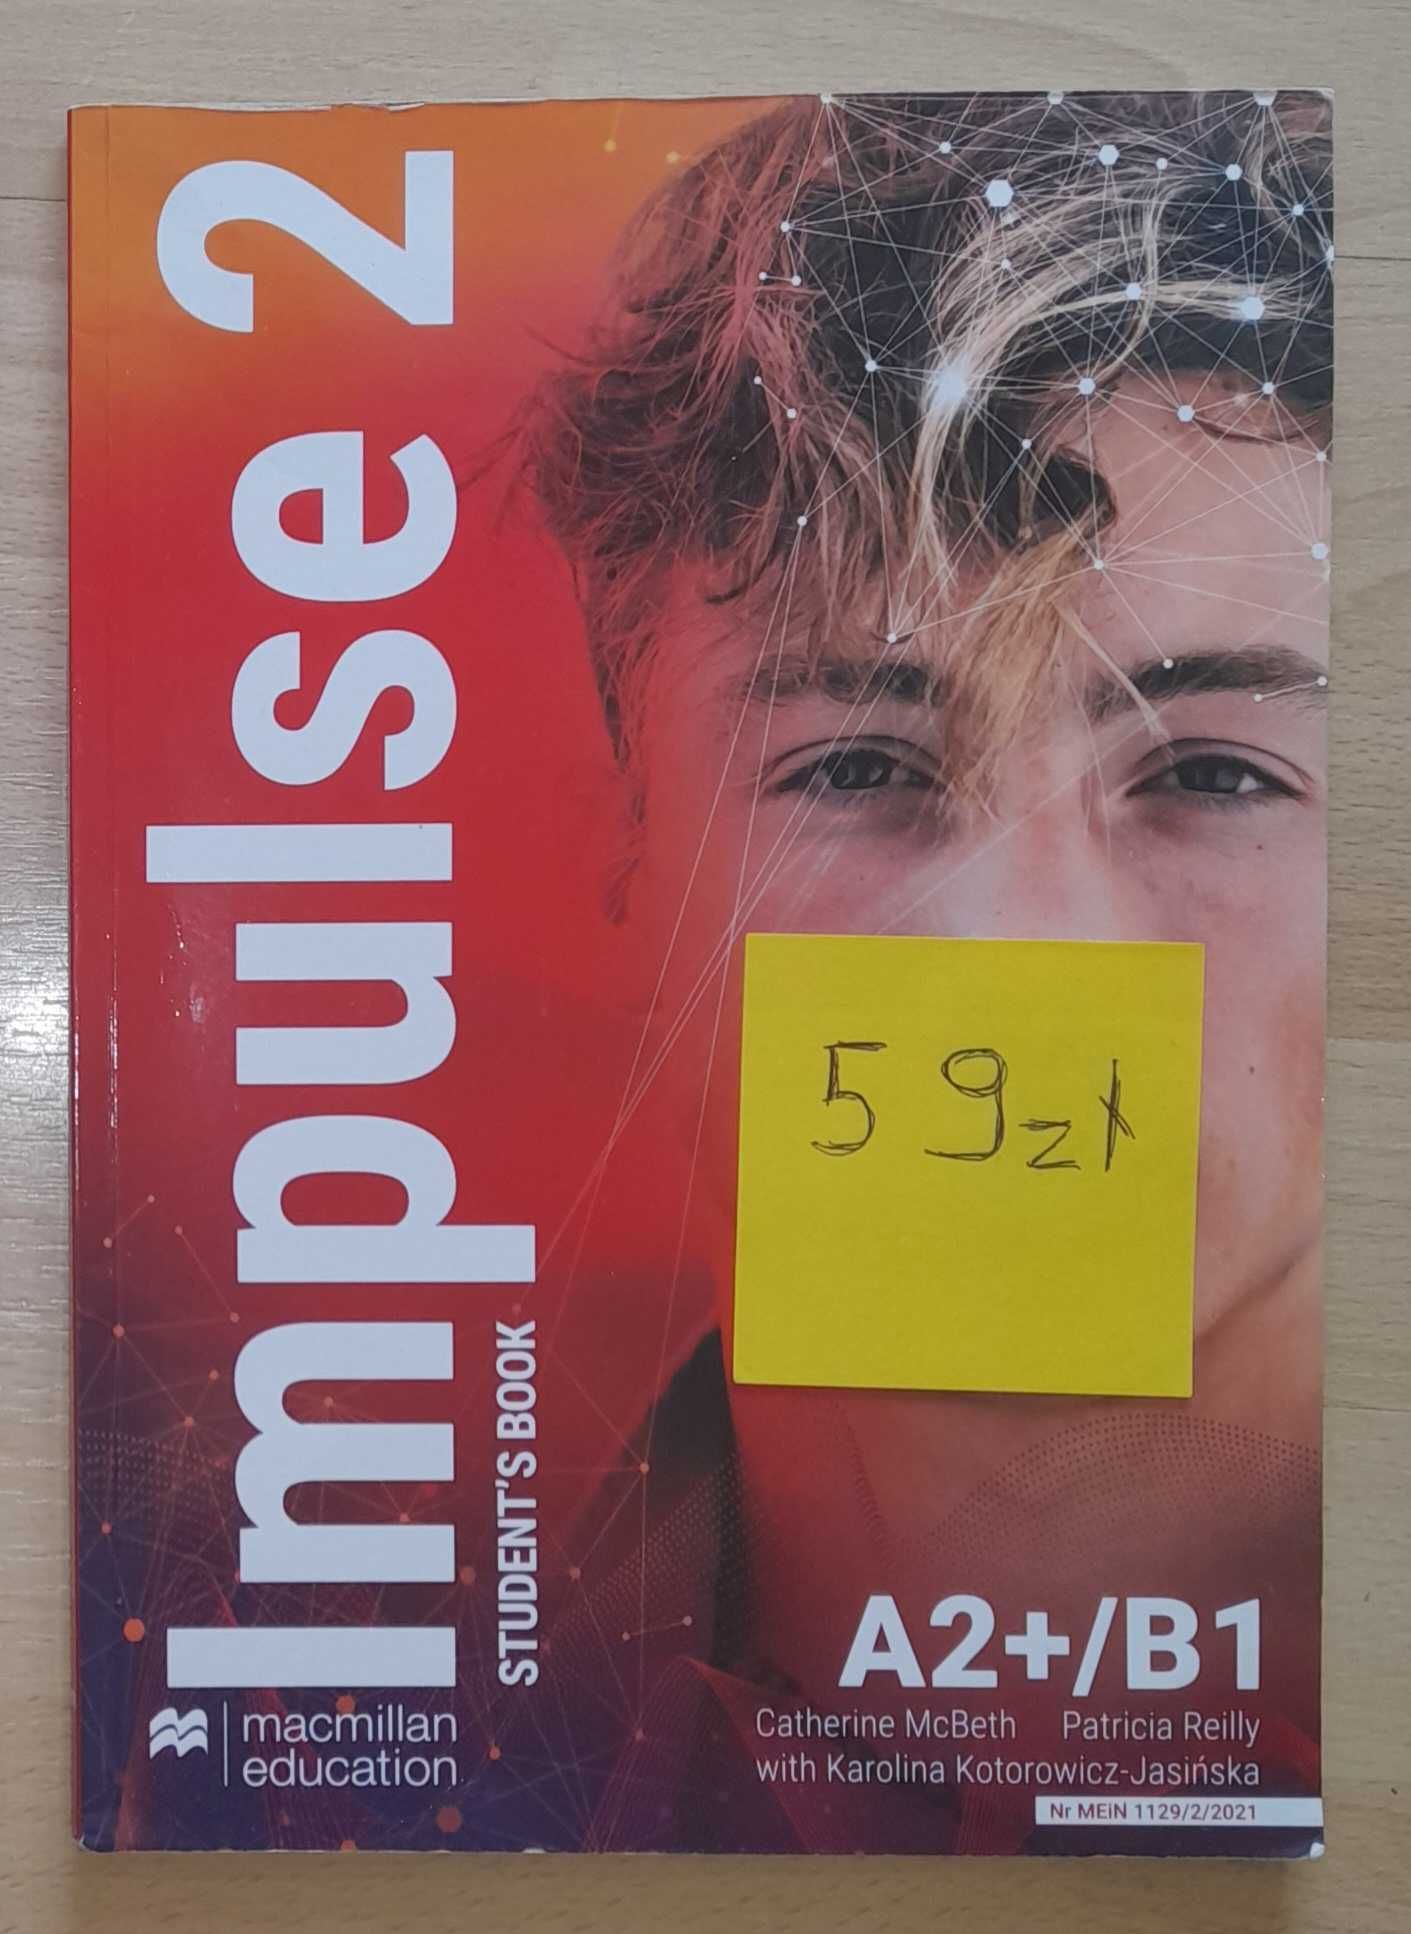 Impulse 2
STUDENT'S BOOK
59zł
A2+/B1
Catherine McBeth Patricia Reilly
with Karolina Kotorowicz-Jasińska
Nr MEiN 1129/2/2021
macmillan
education